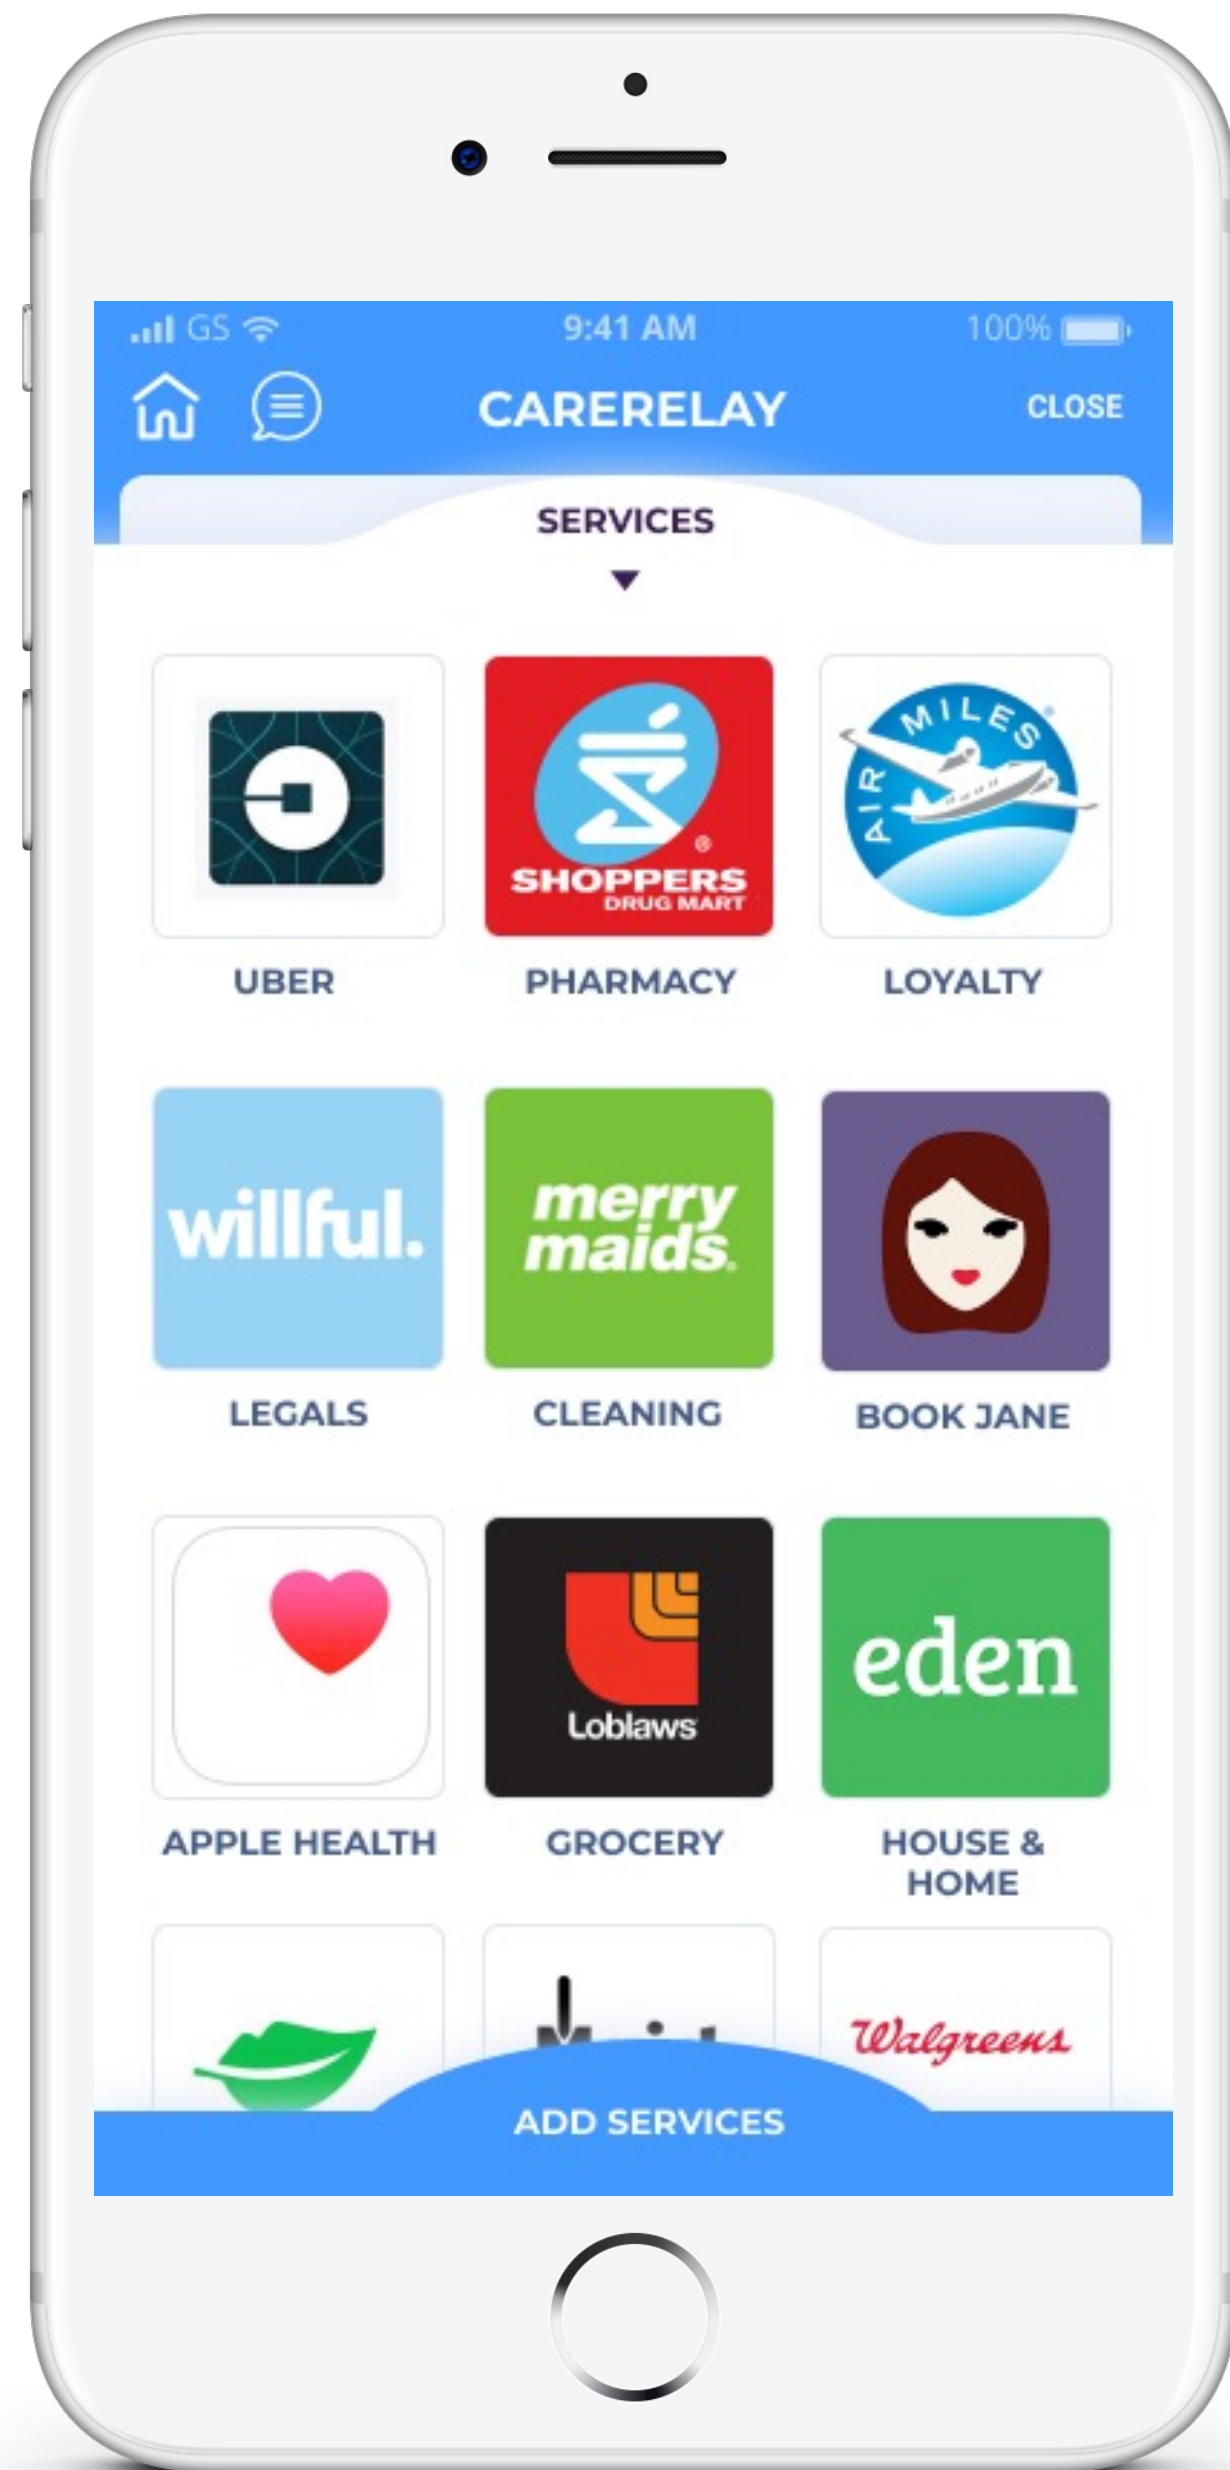 GS 9:41 AM 100%
CARERELAY CLOSE
SERVICES
AIR MILES
SHOPPERS
DRUG MART
UBER PHARMACY LOYALTY
willful.
merry
maids.
LEGALS CLEANING BOOK JANE
eden
Loblaws
APPLE HEALTH GROCERY HOUSE &
HOME
Walgreens
ADD SERVICES